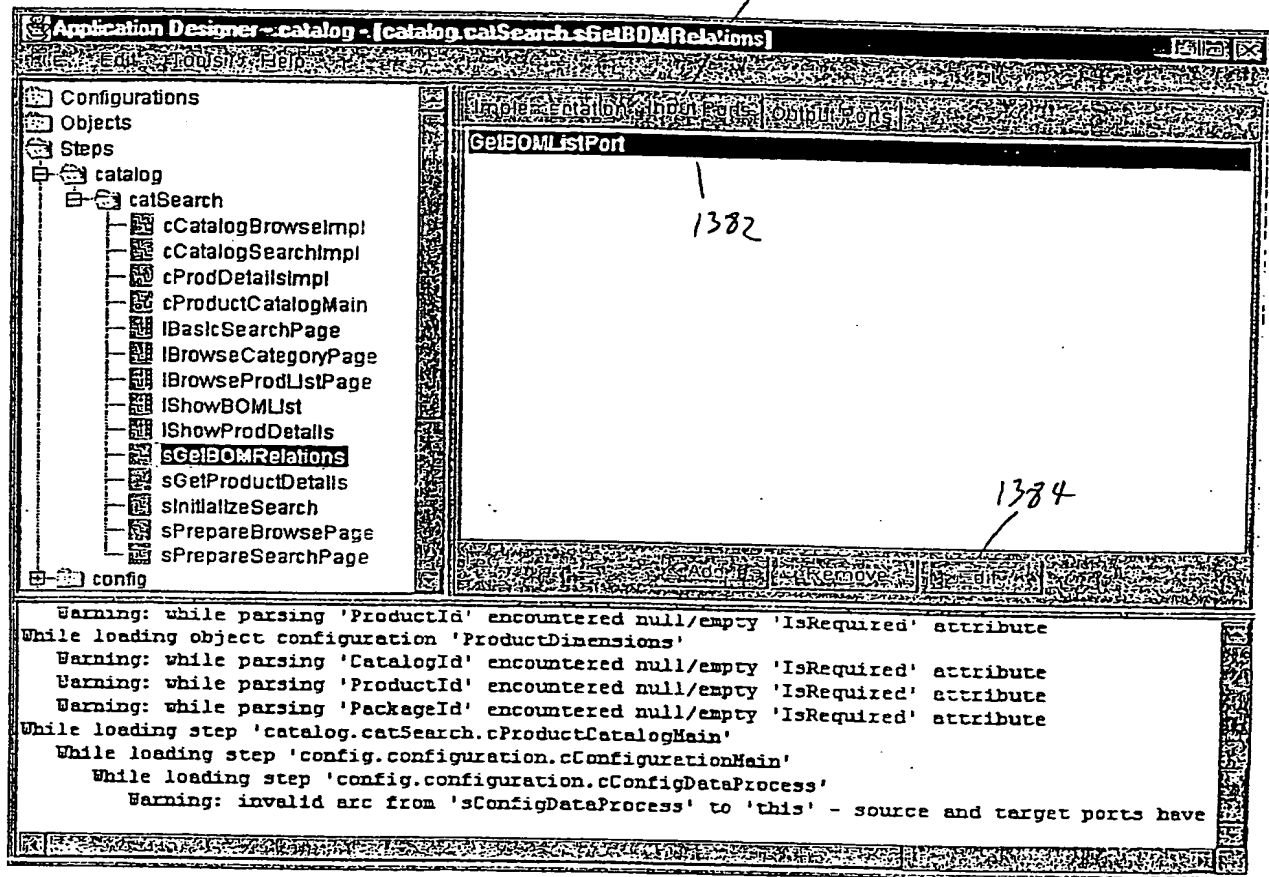 Application Designer - catalog - [catalog.catSearch.sGetBOMRelations]
File Edit Tools Help
Configurations
Objects
Steps
catalog
catSearch
cCatalogBrowseImpl
cCatalogSearchImpl
cProdDetailsImpl
cProductCatalogMain
lBasicSearchPage
lBrowseCategoryPage
lBrowseProdListPage
lShowBOMList
lShowProdDetails
sGetBOMRelations
sGetProductDetails
sInitializeSearch
sPrepareBrowsePage
sPrepareSearchPage
config
Implementation Input Ports Output Ports
GetBOMListPort
1382
1384
Add Remove Edit
Warning: while parsing 'ProductId' encountered null/empty 'IsRequired' attribute
While loading object configuration 'ProductDimensions'
Warning: while parsing 'CatalogId' encountered null/empty 'IsRequired' attribute
Warning: while parsing 'ProductId' encountered null/empty 'IsRequired' attribute
Warning: while parsing 'PackageId' encountered null/empty 'IsRequired' attribute
While loading step 'catalog.catSearch.cProductCatalogMain'
While loading step 'config.configuration.cConfigurationMain'
While loading step 'config.configuration.cConfigDataProcess'
Warning: invalid arc from 'sConfigDataProcess' to 'this' - source and target ports have